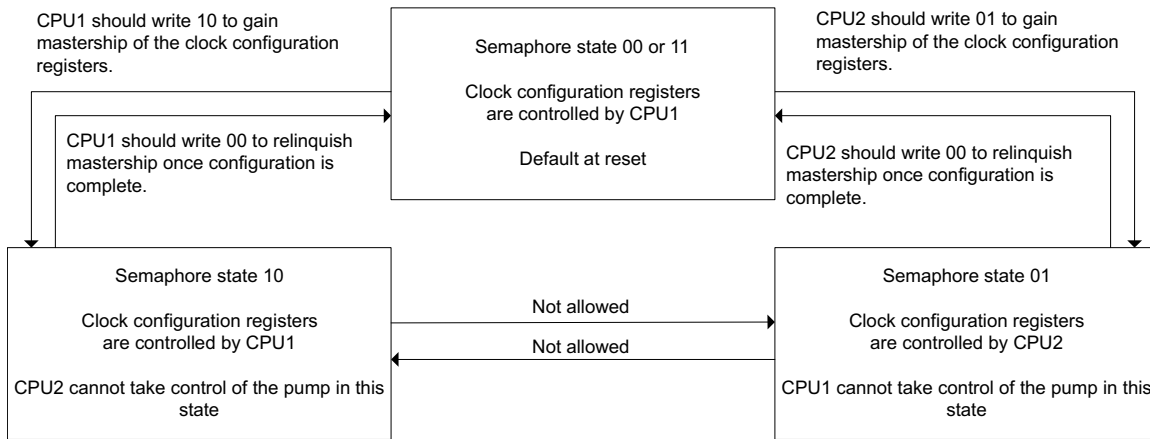 CPU1 should write 10 to gain
mastership of the clock configuration
registers.
Semaphore state 00 or 11
Clock configuration registers
are controlled by CPU1
Default at reset
CPU2 should write 01 to gain
mastership of the clock configuration
registers.
CPU1 should write 00 to relinquish
mastership once configuration is
complete.
CPU2 should write 00 to relinquish
mastership once configuration is
complete.
Semaphore state 10
Clock configuration registers
are controlled by CPU1
CPU2 cannot take control of the pump in this
state
Not allowed
Not allowed
Semaphore state 01
Clock configuration registers
are controlled by CPU2
CPU1 cannot take control of the pump in this
state